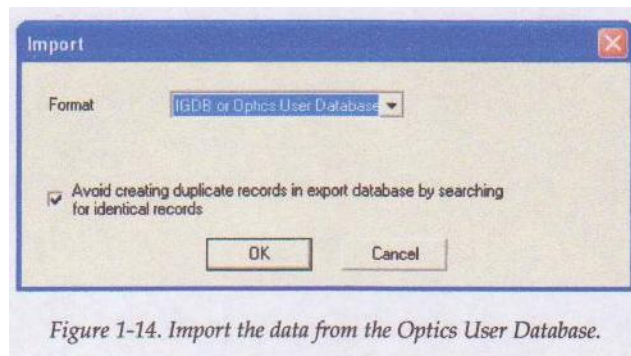 Import
Format
IGDB or Optics User Database
Avoid creating duplicate records in export database by searching
for identical records
OK
Cancel
Figure 1-14. Import the data from the Optics User Database.